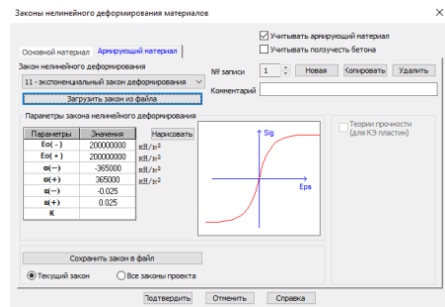 Законы нелинейного деформирования материалов
Учитывать армирующий материал
Учитывать ползучесть бетона
Основной материал Армирующий материал
Закон нелинейного деформирования
11 - экспоненциальный закон деформирования
№ записи 1 Новая Копировать Удалить
Загрузить закон из файла
Комментарий
Параметры закона нелинейного деформирования
Параметры Значения Нарисовать
Eo( - ) 200000000 кН/м²
Eo( + ) 200000000 кН/м²
σ(-) -365000 кН/м²
σ(+) 365000 кН/м²
ε(-) -0.025
ε(+) 0.025
K
Sig
Eps
Теории прочности
(для КЭ пластин)
Сохранить закон в файл
Текущий закон Все законы проекта
Подтвердить Отменить Справка